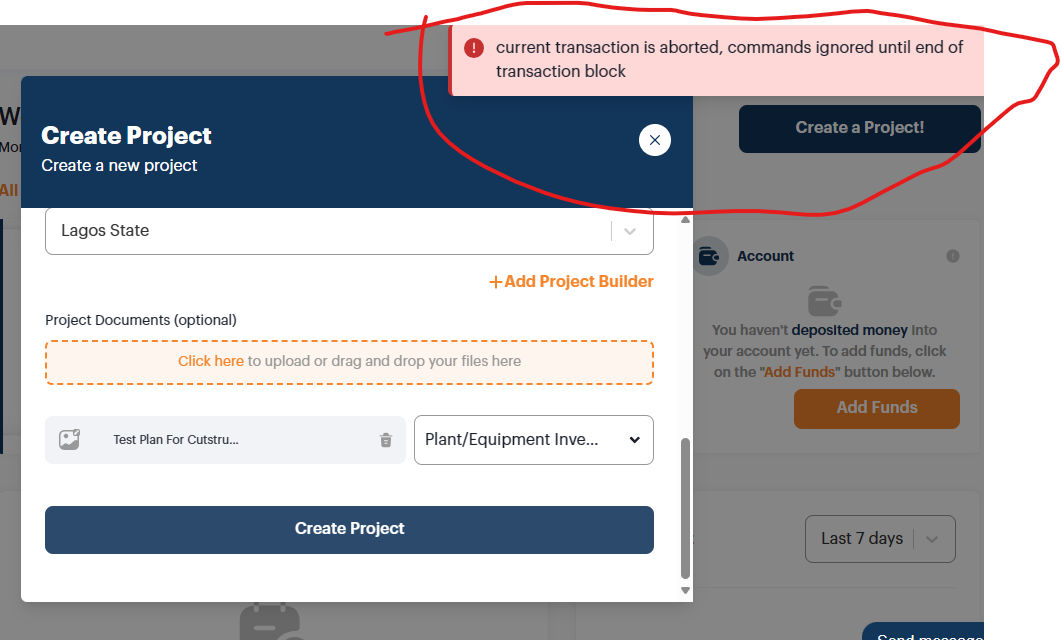 current transaction is aborted, commands ignored until end of
transaction block
W
Mor
All
Create Project
Create a new project
Create a Project!
Lagos State
+Add Project Builder
Project Documents (optional)
Click here to upload or drag and drop your files here
Test Plan For Cutstru...
Plant/Equipment Inve...
Create Project
Account
You haven't deposited money into
your account yet. To add funds, click
on the "Add Funds" button below.
Add Funds
Last 7 days
Send message